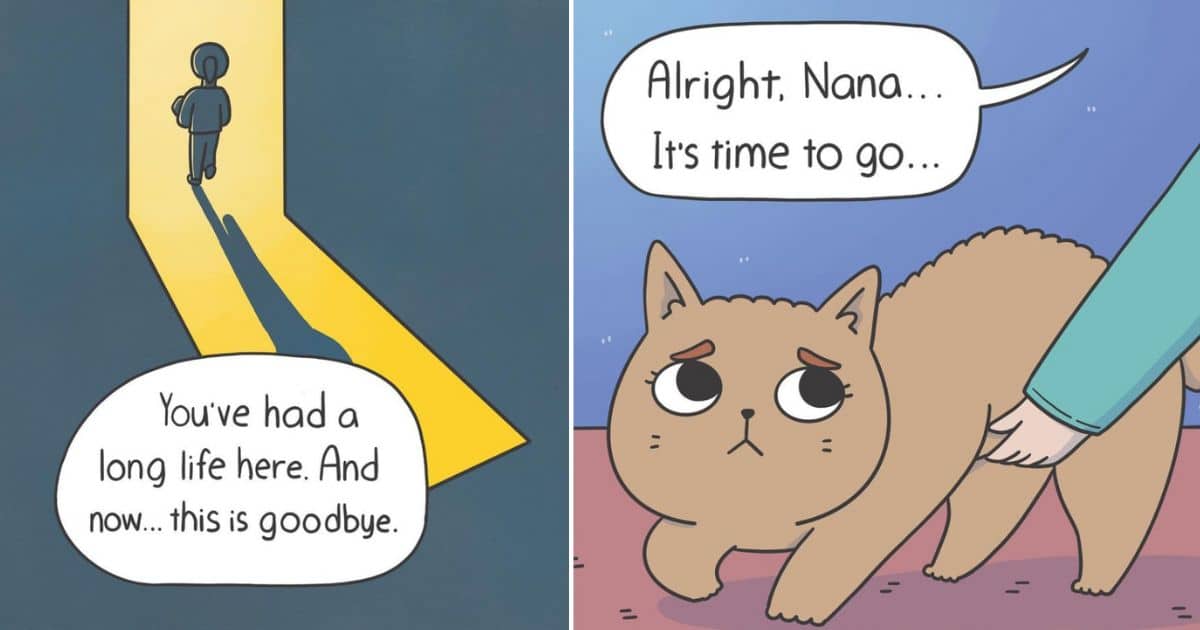 You've had a
long life here. And
now... this is goodbye.
Alright, Nana...
It's time to go...